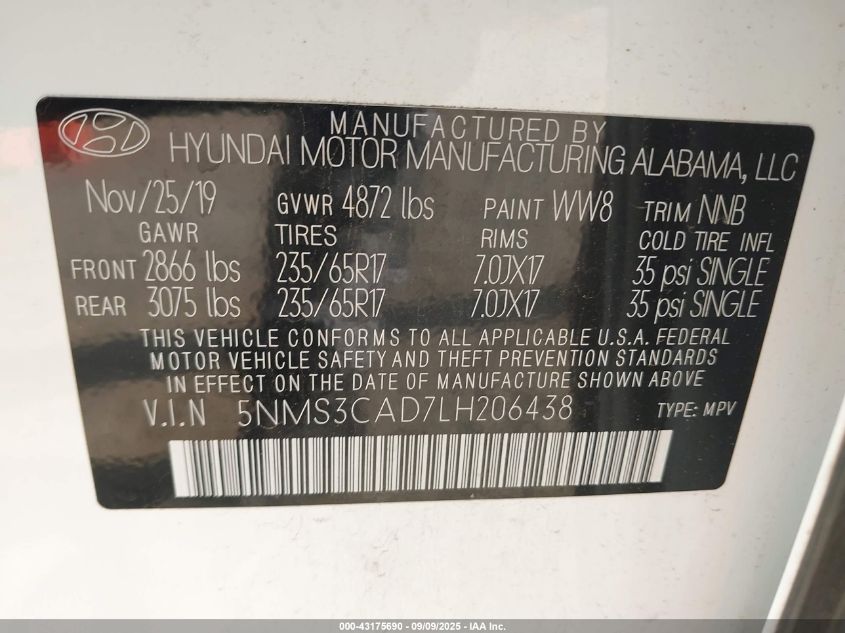 MANUFACTURED BY
HYUNDAI MOTOR MANUFACTURING ALABAMA, LLC
Nov/25/19 GVWR 4872 lbs PAINT WW8 TRIM NNB
GAWR TIRES RIMS COLD TIRE INFL
FRONT 2866 lbs 235/65R17 7.0JX17 35 psi SINGLE
REAR 3075 lbs 235/65R17 7.0JX17 35 psi SINGLE
THIS VEHICLE CONFORMS TO ALL APPLICABLE U.S.A. FEDERAL
MOTOR VEHICLE SAFETY AND THEFT PREVENTION STANDARDS
IN EFFECT ON THE DATE OF MANUFACTURE SHOWN ABOVE
V.I.N 5NMS3CAD7LH206438 TYPE: MPV
000-43175690 - 09/09/2025 - IAA Inc.